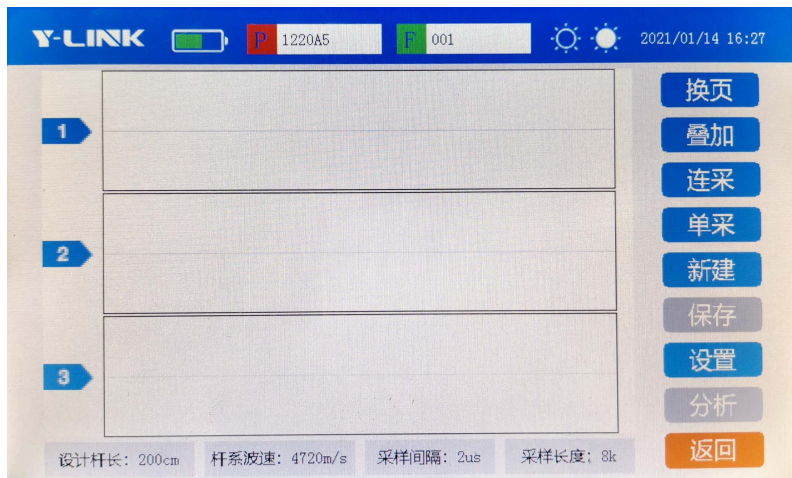 Y-LINK P 1220A5 F 001 2021/01/14 16:27
换页
1
叠加
连采
单采
2
新建
保存
设置
3
分析
返回
设计杆长: 200cm 杆系波速: 4720m/s 采样间隔: 2us 采样长度: 8k